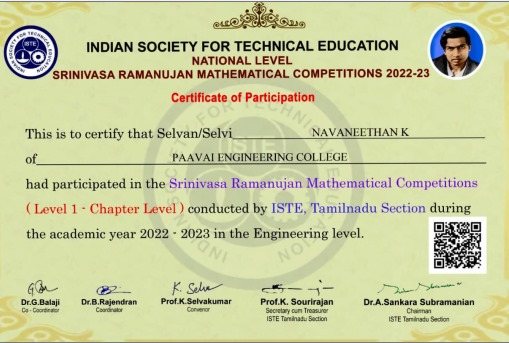 INDIAN SOCIETY FOR TECHNICAL EDUCATION
NATIONAL LEVEL
SRINIVASA RAMANUJAN MATHEMATICAL COMPETITIONS 2022-23
Certificate of Participation
This is to certify that Selvan/Selvi NAVANEETHAN K
of PAAVAI ENGINEERING COLLEGE
had participated in the Srinivasa Ramanujan Mathematical Competitions
( Level 1 - Chapter Level ) conducted by ISTE, Tamilnadu Section during
the academic year 2022 - 2023 in the Engineering level.
Dr.G.Balaji
Co - Coordinator
Dr.B.Rajendran
Coordinator
K. Selva
Prof.K.Selvakumar
Convenor
Prof.K. Sourirajan
Secretary cum Treasurer
ISTE Tamilnadu Section
Dr.A.Sankara Subramanian
Chairman
ISTE Tamilnadu Section
ISTE
INDIAN SOCIETY FOR TECHNICAL EDUCATION